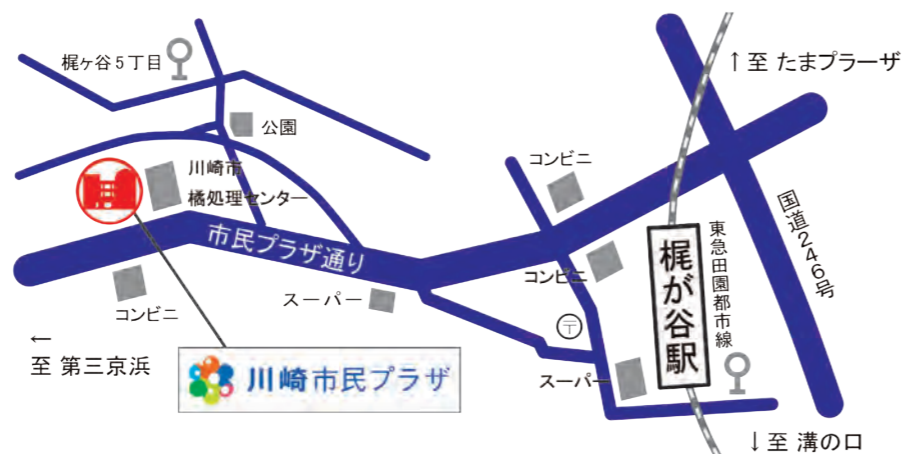 梶ヶ谷5丁目
↑至 たまプラーザ
公園
コンビニ
川崎市
橘処理センター
国道246号
市民プラザ通り
東急田園都市線
梶が谷駅
コンビニ
スーパー
コンビニ
〒
←
至 第三京浜
川崎市民プラザ
スーパー
↓至 溝の口